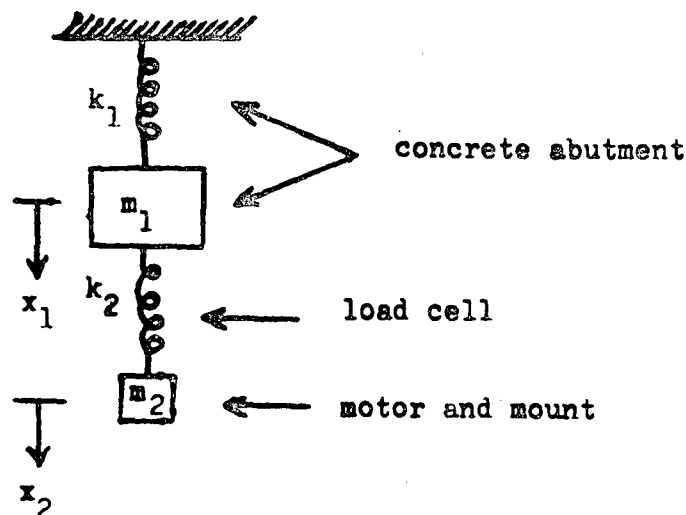 k1
concrete abutment
m1
x1
k2
load cell
m2
motor and mount
x2